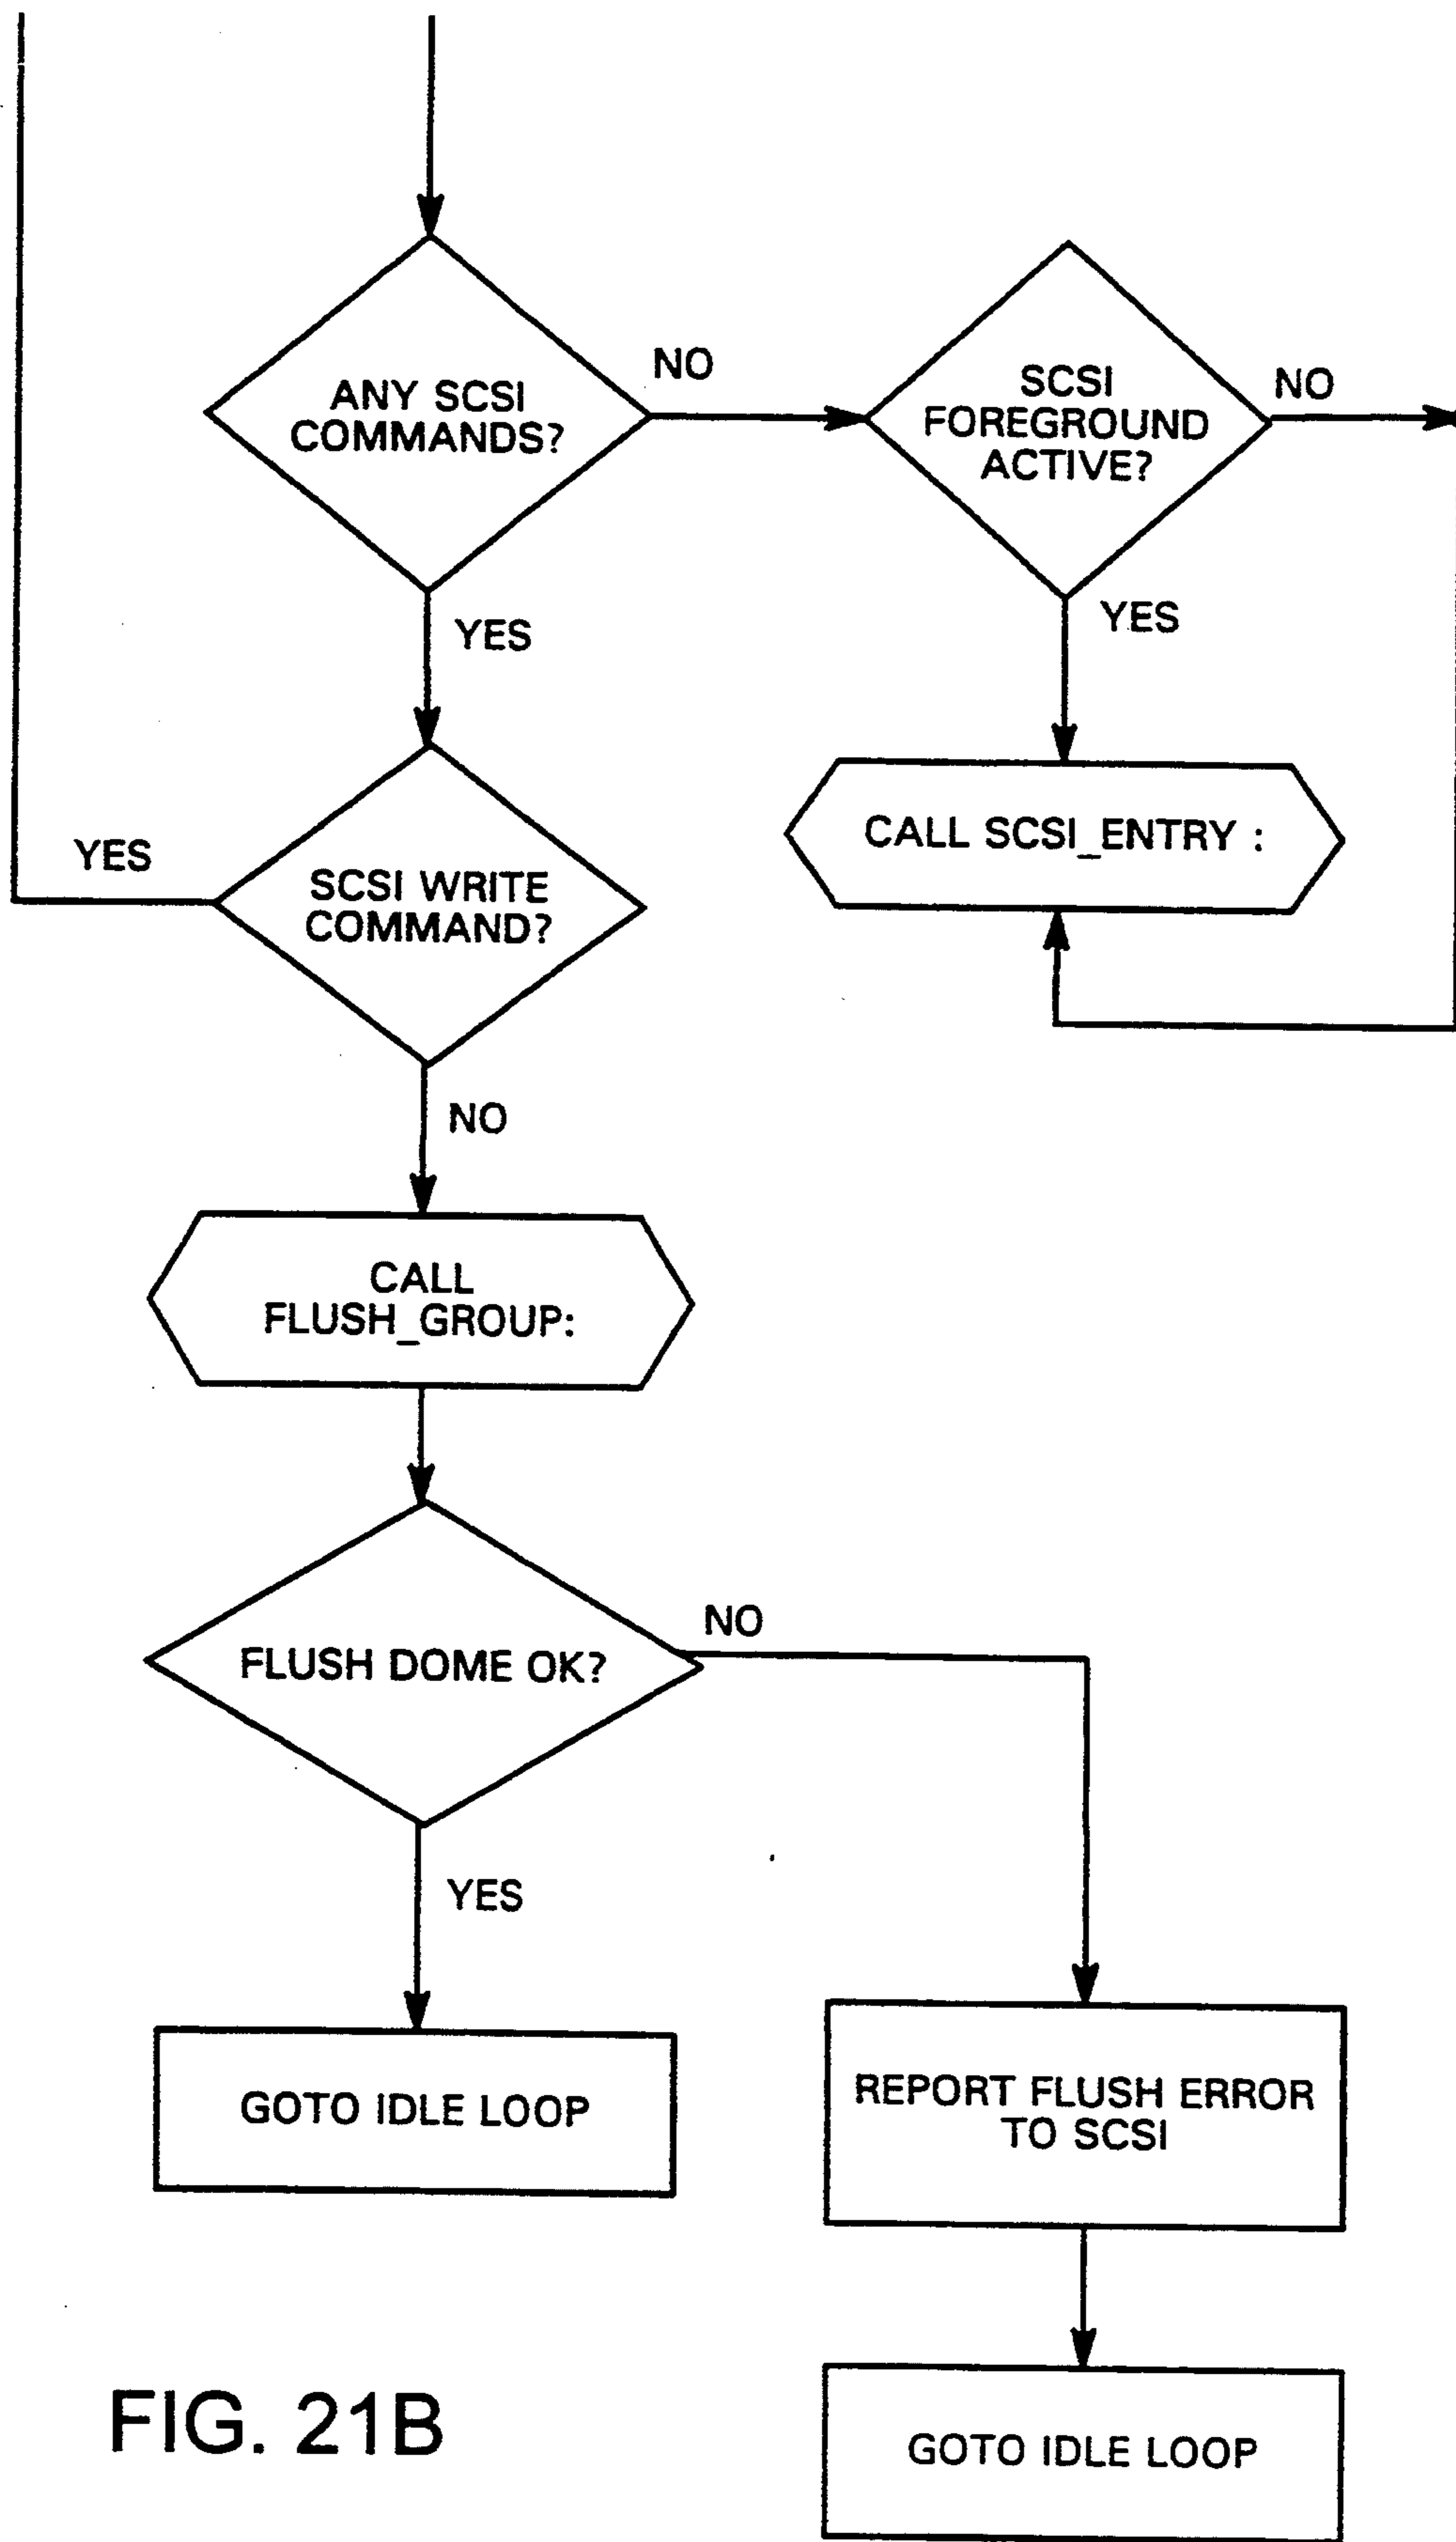 ANY SCSI
COMMANDS?
NO
SCSI
FOREGROUND
ACTIVE?
NO
YES
YES
CALL SCSI_ENTRY :
YES
SCSI WRITE
COMMAND?
NO
CALL
FLUSH_GROUP:
FLUSH DOME OK?
NO
YES
GOTO IDLE LOOP
REPORT FLUSH ERROR
TO SCSI
GOTO IDLE LOOP
FIG. 21B